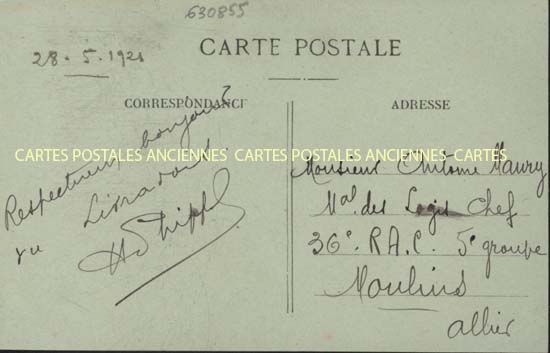 630855
28.5.1921
CARTE POSTALE
CORRESPONDANCE
ADRESSE
CARTES POSTALES ANCIENNES CARTES POSTALES ANCIENNES CARTES
Respectueux bonjours
Monsieur Antoine Maury
Mal. des Logis Chef
36e. R.A.C. 5e groupe
Moulins
Allier